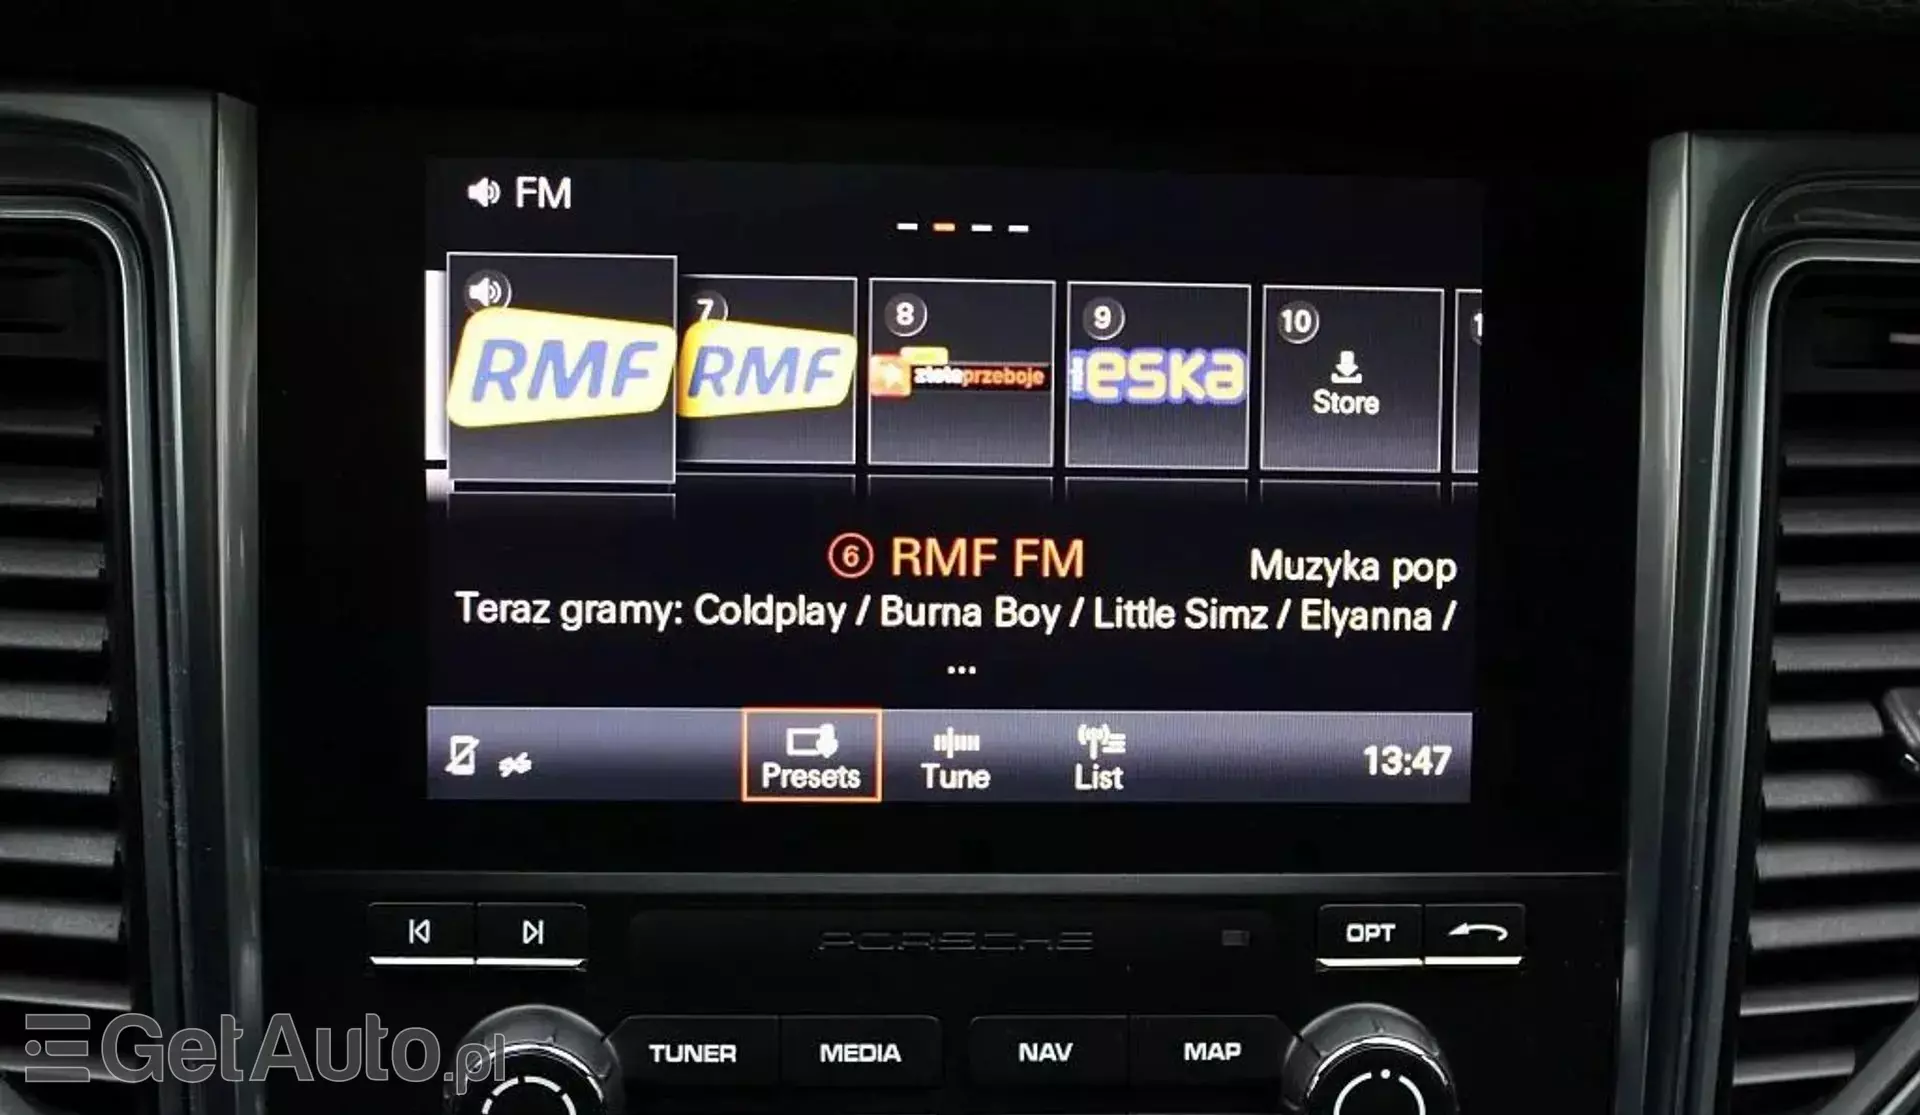 FM
RMF
7
RMF
8
złoteprzeboje
9
radio eska
10
Store
6 RMF FM
Muzyka pop
Teraz gramy: Coldplay / Burna Boy / Little Simz / Elyanna /
...
Presets
Tune
List
13:47
PORSCHE
OPT
TUNER
MEDIA
NAV
MAP
GetAuto.pl